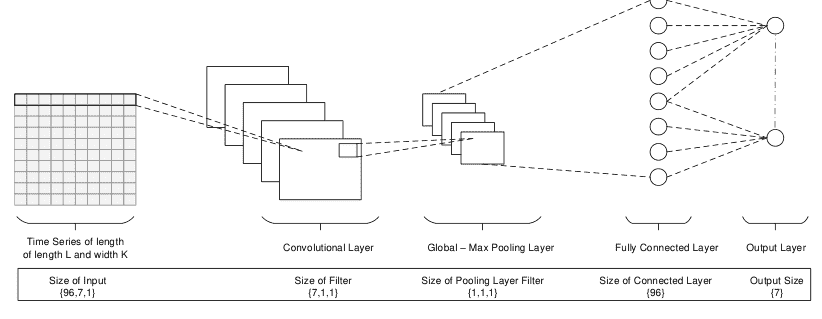 Time Series of length
of length L and width K
Convolutional Layer
Global – Max Pooling Layer
Fully Connected Layer
Output Layer
Size of Input
{96,7,1}
Size of Filter
{7,1,1}
Size of Pooling Layer Filter
{1,1,1}
Size of Connected Layer
{96}
Output Size
{7}